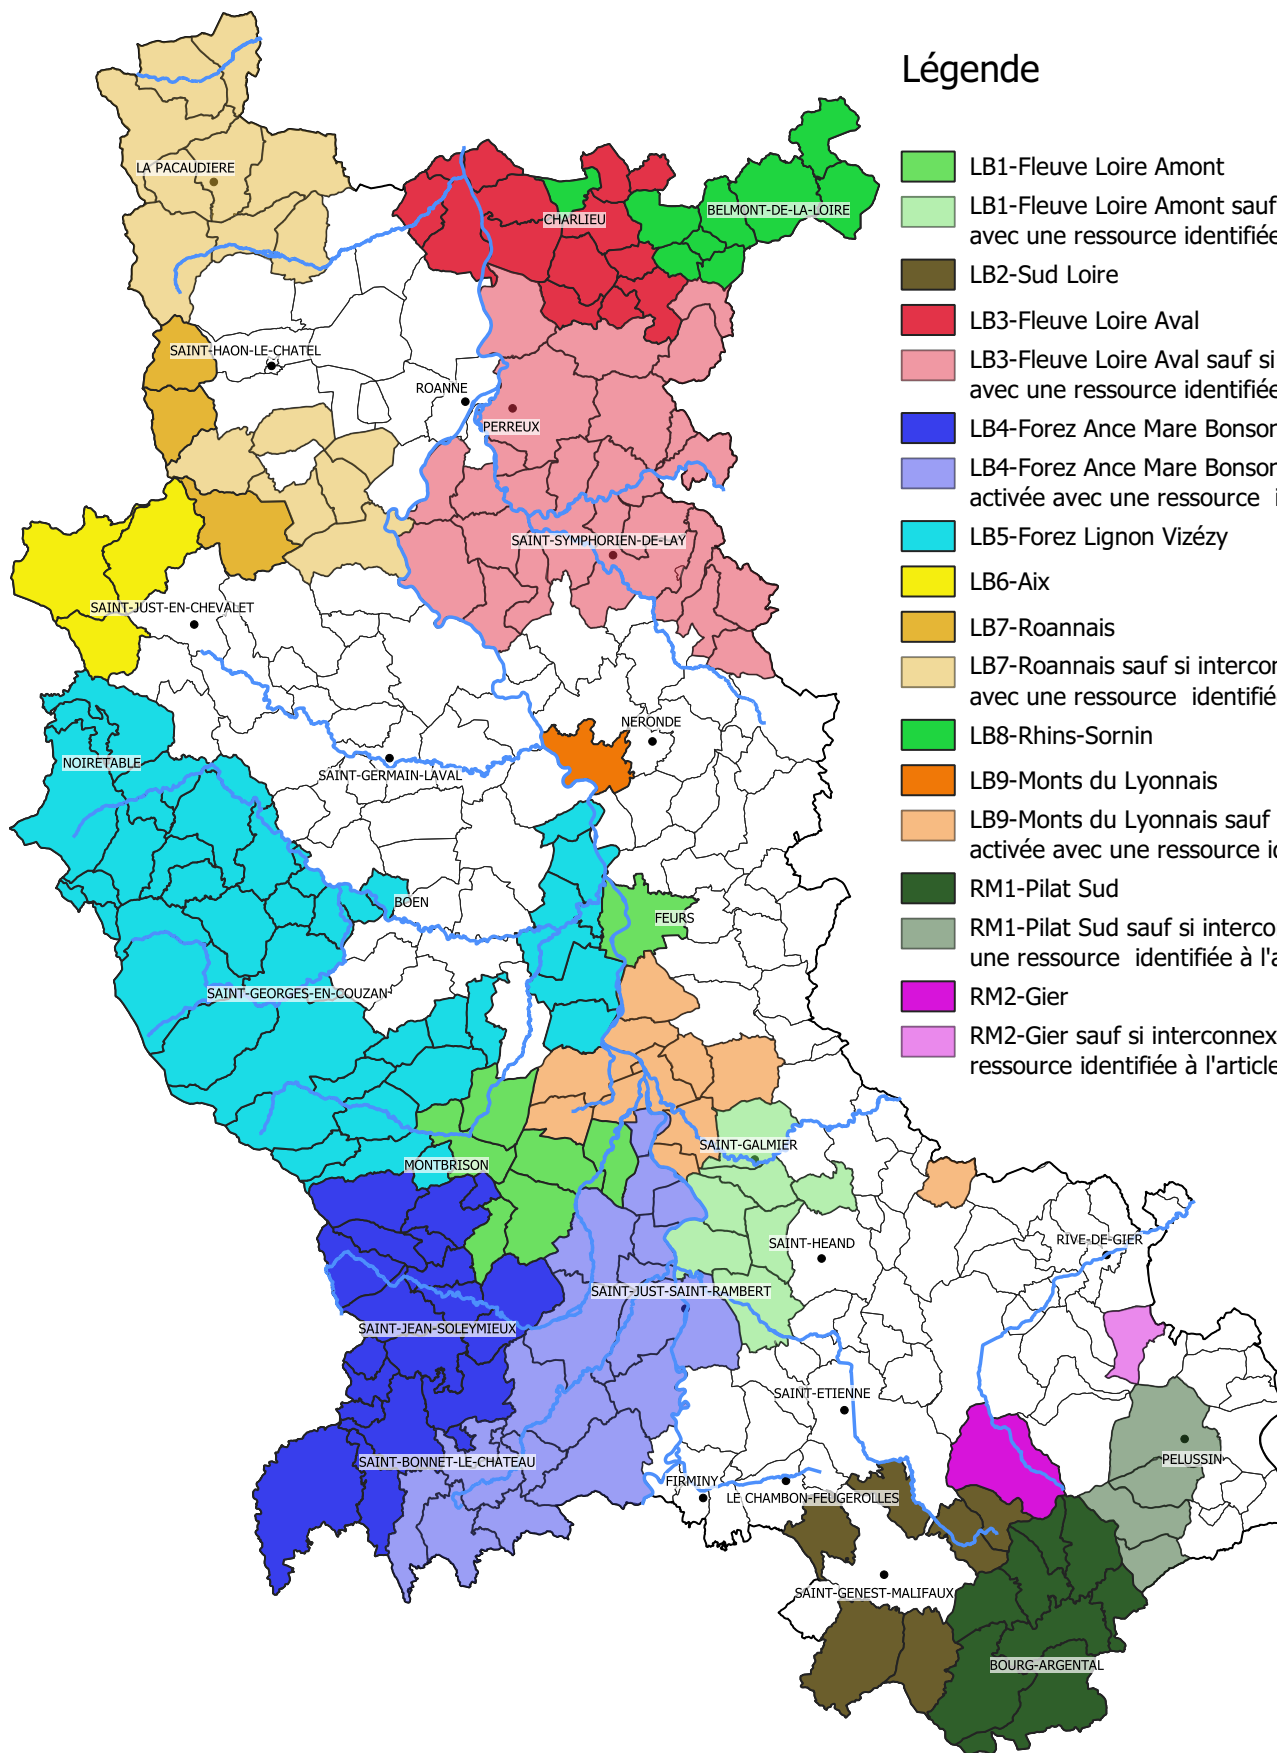 Légende
LB1-Fleuve Loire Amont
LB1-Fleuve Loire Amont sauf
avec une ressource identifiée
LB2-Sud Loire
LB3-Fleuve Loire Aval
LB3-Fleuve Loire Aval sauf si
avec une ressource identifiée
LB4-Forez Ance Mare Bonson
LB4-Forez Ance Mare Bonson
activée avec une ressource i
LB5-Forez Lignon Vizézy
LB6-Aix
LB7-Roannais
LB7-Roannais sauf si intercon
avec une ressource identifié
LB8-Rhins-Sornin
LB9-Monts du Lyonnais
LB9-Monts du Lyonnais sauf
activée avec une ressource id
RM1-Pilat Sud
RM1-Pilat Sud sauf si interco
une ressource identifiée à l'a
RM2-Gier
RM2-Gier sauf si interconnex
ressource identifiée à l'article
LA PACAUDIERE
CHARLIEU
BELMONT-DE-LA-LOIRE
SAINT-HAON-LE-CHATEL
ROANNE
PERREUX
SAINT-SYMPHORIEN-DE-LAY
SAINT-JUST-EN-CHEVALET
NERONDE
NOIRETABLE
SAINT-GERMAIN-LAVAL
BOEN
FEURS
SAINT-GEORGES-EN-COUZAN
SAINT-GALMIER
MONTBRISON
SAINT-HEAND
RIVE-DE-GIER
SAINT-JUST-SAINT-RAMBERT
SAINT-JEAN-SOLEYMIEUX
SAINT-ETIENNE
SAINT-BONNET-LE-CHATEAU
PELUSSIN
FIRMINY
LE CHAMBON-FEUGEROLLES
SAINT-GENEST-MALIFAUX
BOURG-ARGENTAL